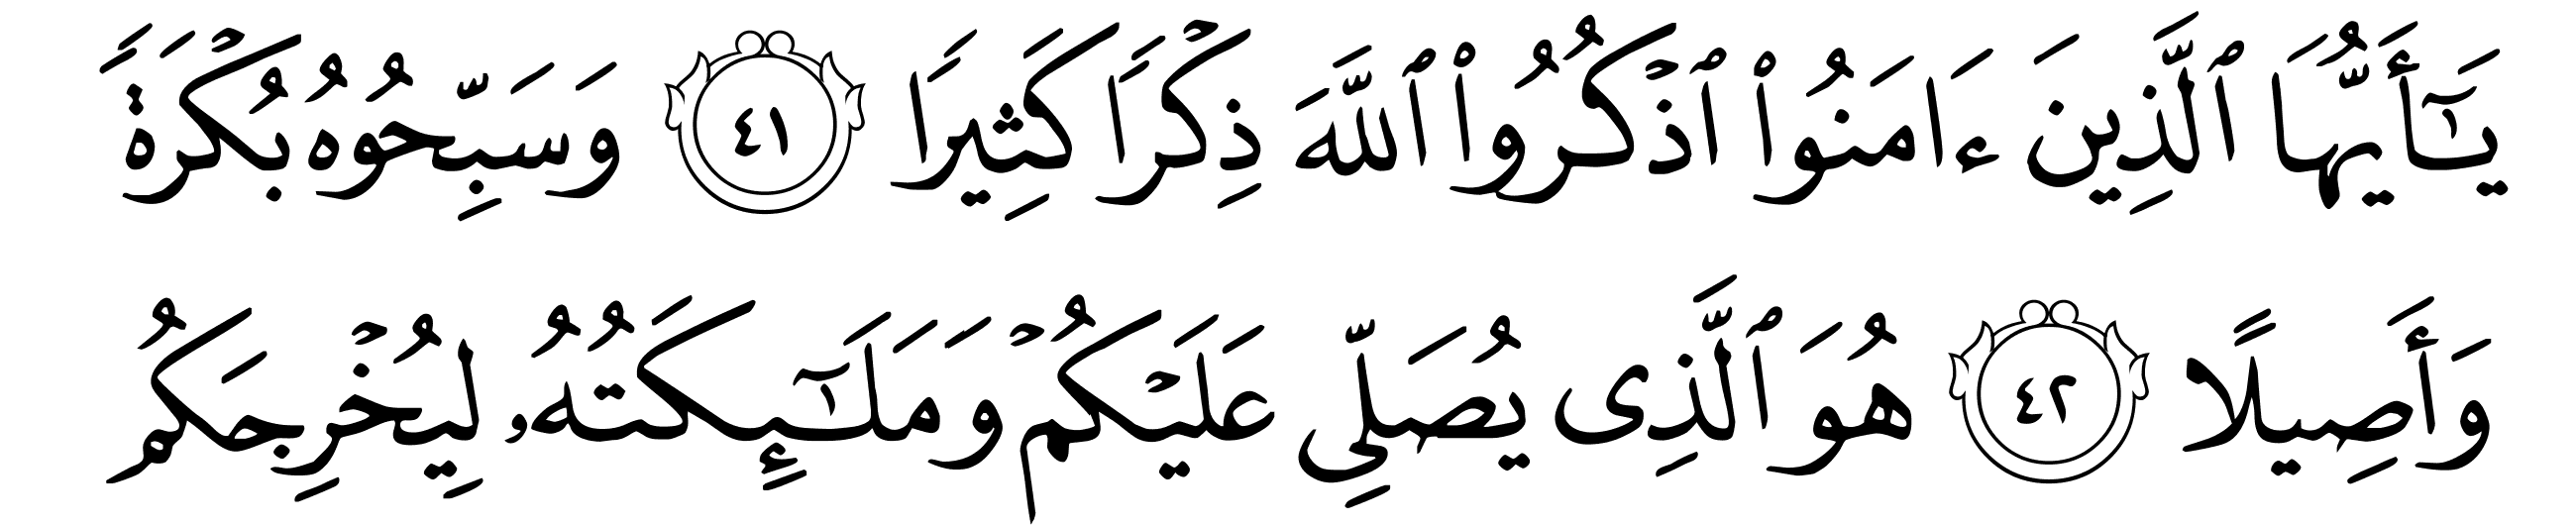 يَـٰٓأَيُّهَا ٱلَّذِينَ ءَامَنُوا۟ ٱذْكُرُوا۟ ٱللَّهَ ذِكْرًا كَثِيرًا ٤١ وَسَبِّحُوهُ بُكْرَةً
وَأَصِيلًا ٤٢ هُوَ ٱلَّذِى يُصَلِّى عَلَيْكُمْ وَمَلَـٰٓئِكَتُهُۥ لِيُخْرِجَكُم